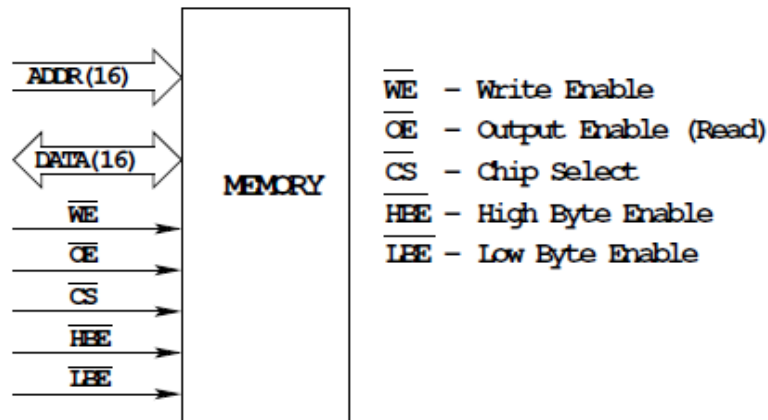 ADDR(16)
DATA(16)
WE
OE
CS
HBE
LBE
MEMORY
WE - Write Enable
OE - Output Enable (Read)
CS - Chip Select
HBE - High Byte Enable
LBE - Low Byte Enable